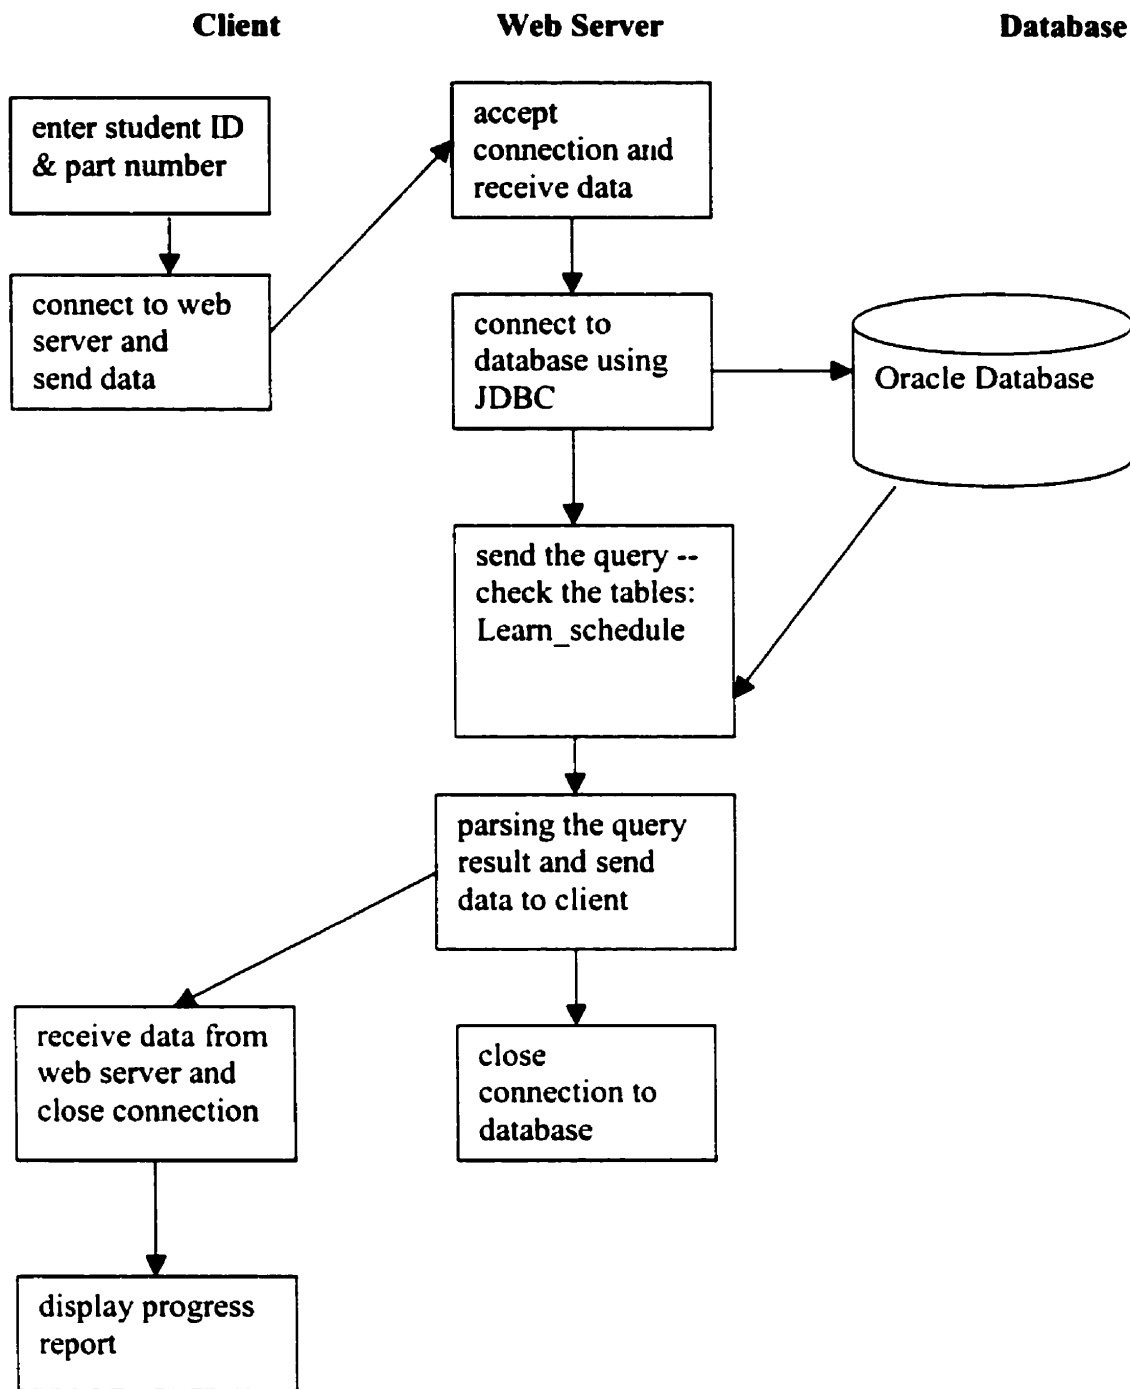 Client
Web Server
Database
enter student ID
& part number
connect to web
server and
send data
accept
connection and
receive data
connect to
database using
JDBC
Oracle Database
send the query --
check the tables:
Learn_schedule
parsing the query
result and send
data to client
receive data from
web server and
close connection
close
connection to
database
display progress
report